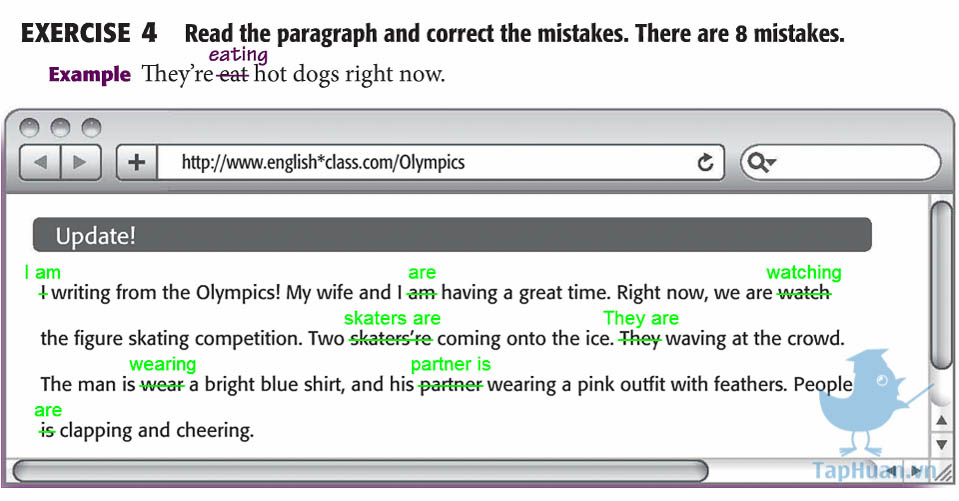 EXERCISE 4 Read the paragraph and correct the mistakes. There are 8 mistakes.
eating
Example They're eat hot dogs right now.
http://www.english*class.com/Olympics
Update!
I am are watching
I writing from the Olympics! My wife and I am having a great time. Right now, we are watch
skaters are They are
the figure skating competition. Two skaters're coming onto the ice. They waving at the crowd.
wearing partner is
The man is wear a bright blue shirt, and his partner wearing a pink outfit with feathers. People
are
is clapping and cheering.
TapHuan.vn